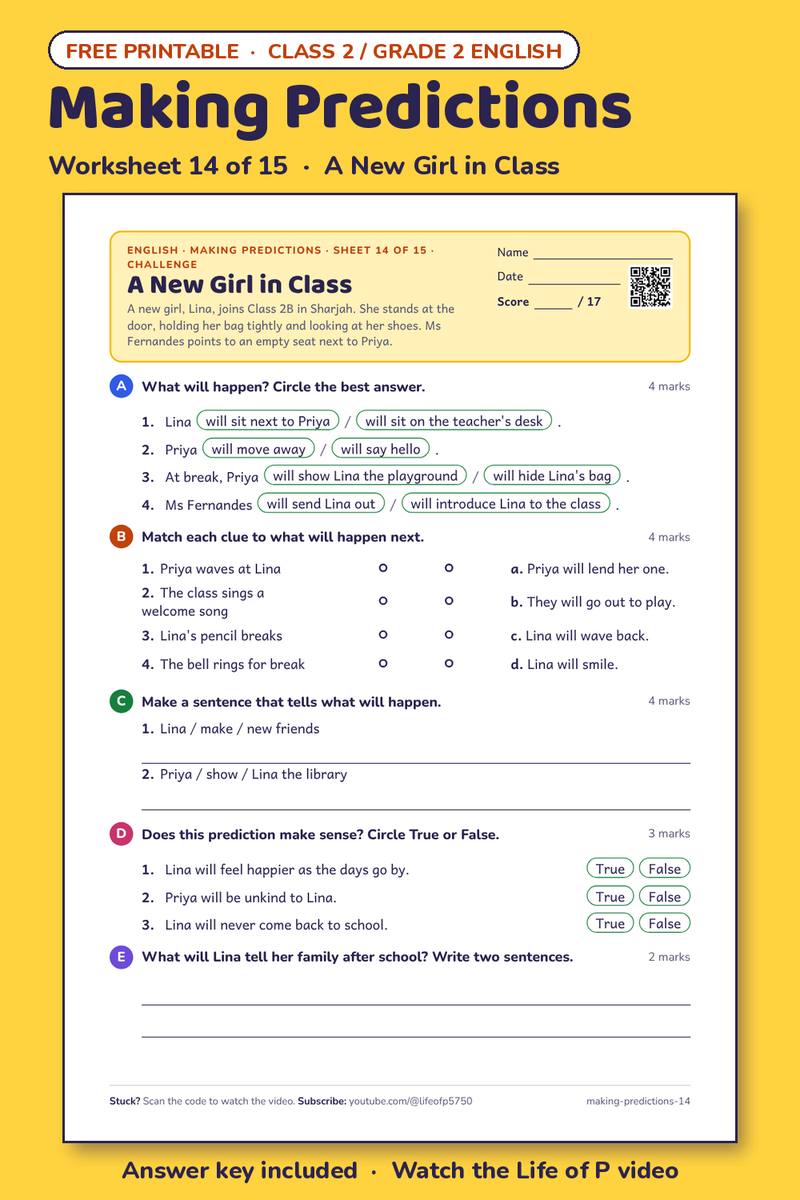 FREE PRINTABLE · CLASS 2 / GRADE 2 ENGLISH
Making Predictions
Worksheet 14 of 15 · A New Girl in Class
ENGLISH · MAKING PREDICTIONS · SHEET 14 OF 15 ·
CHALLENGE
A New Girl in Class
A new girl, Lina, joins Class 2B in Sharjah. She stands at the
door, holding her bag tightly and looking at her shoes. Ms
Fernandes points to an empty seat next to Priya.
Name
Date
Score / 17
A What will happen? Circle the best answer. 4 marks
1. Lina will sit next to Priya / will sit on the teacher's desk .
2. Priya will move away / will say hello .
3. At break, Priya will show Lina the playground / will hide Lina's bag .
4. Ms Fernandes will send Lina out / will introduce Lina to the class .
B Match each clue to what will happen next. 4 marks
1. Priya waves at Lina a. Priya will lend her one.
2. The class sings a
welcome song b. They will go out to play.
3. Lina's pencil breaks c. Lina will wave back.
4. The bell rings for break d. Lina will smile.
C Make a sentence that tells what will happen. 4 marks
1. Lina / make / new friends
2. Priya / show / Lina the library
D Does this prediction make sense? Circle True or False. 3 marks
1. Lina will feel happier as the days go by. True False
2. Priya will be unkind to Lina. True False
3. Lina will never come back to school. True False
E What will Lina tell her family after school? Write two sentences. 2 marks
Stuck? Scan the code to watch the video. Subscribe: youtube.com/@lifeofp5750 making-predictions-14
Answer key included · Watch the Life of P video